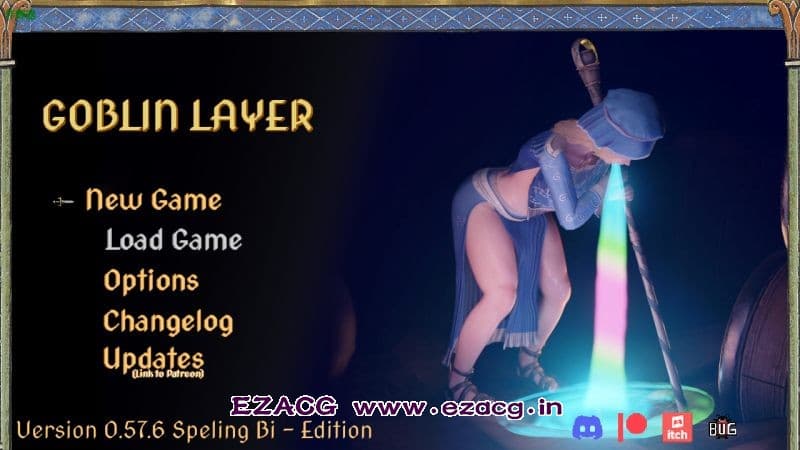 GOBLIN LAYER
New Game
Load Game
Options
Changelog
Updates
(Link to Patreon)
EZACG www.ezacg.in
Version 0.57.6 Speling Bi - Edition
itch
BUG